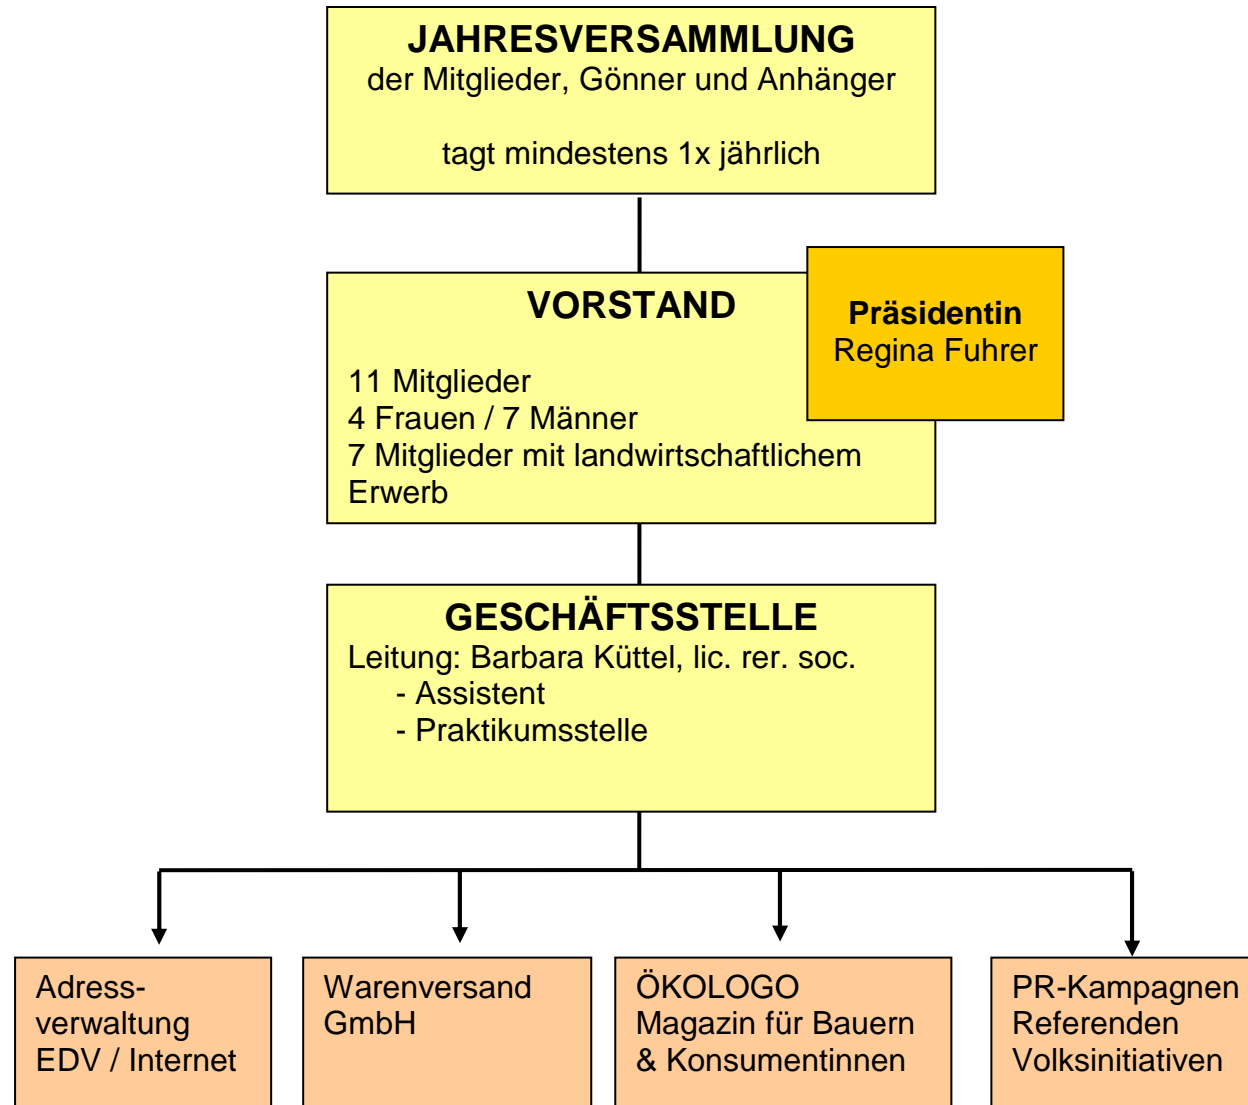 JAHRESVERSAMMLUNG
der Mitglieder, Gönner und Anhänger
tagt mindestens 1x jährlich
VORSTAND
11 Mitglieder
4 Frauen / 7 Männer
7 Mitglieder mit landwirtschaftlichem
Erwerb
Präsidentin
Regina Fuhrer
GESCHÄFTSSTELLE
Leitung: Barbara Küttel, lic. rer. soc.
- Assistent
- Praktikumsstelle
Adress-
verwaltung
EDV / Internet
Warenversand
GmbH
ÖKOLOGO
Magazin für Bauern
& Konsumentinnen
PR-Kampagnen
Referenden
Volksinitiativen